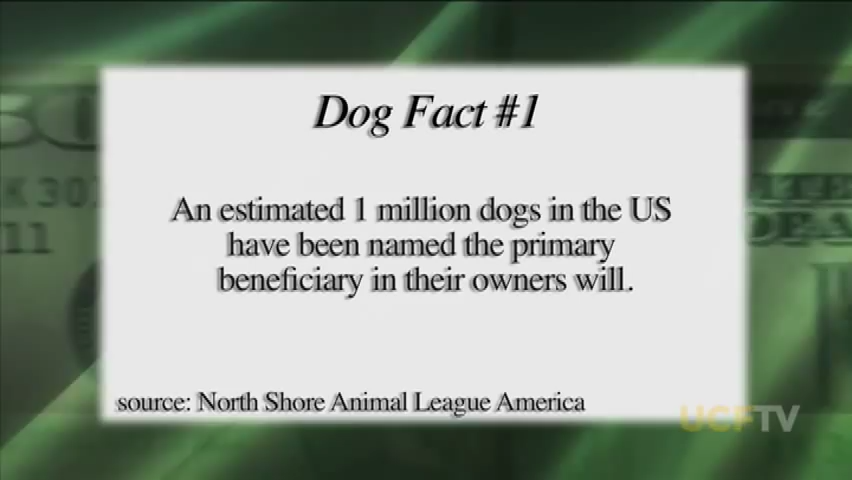 Dog Fact #1
An estimated 1 million dogs in the US
have been named the primary
beneficiary in their owners will.
source: North Shore Animal League America
UCFTV